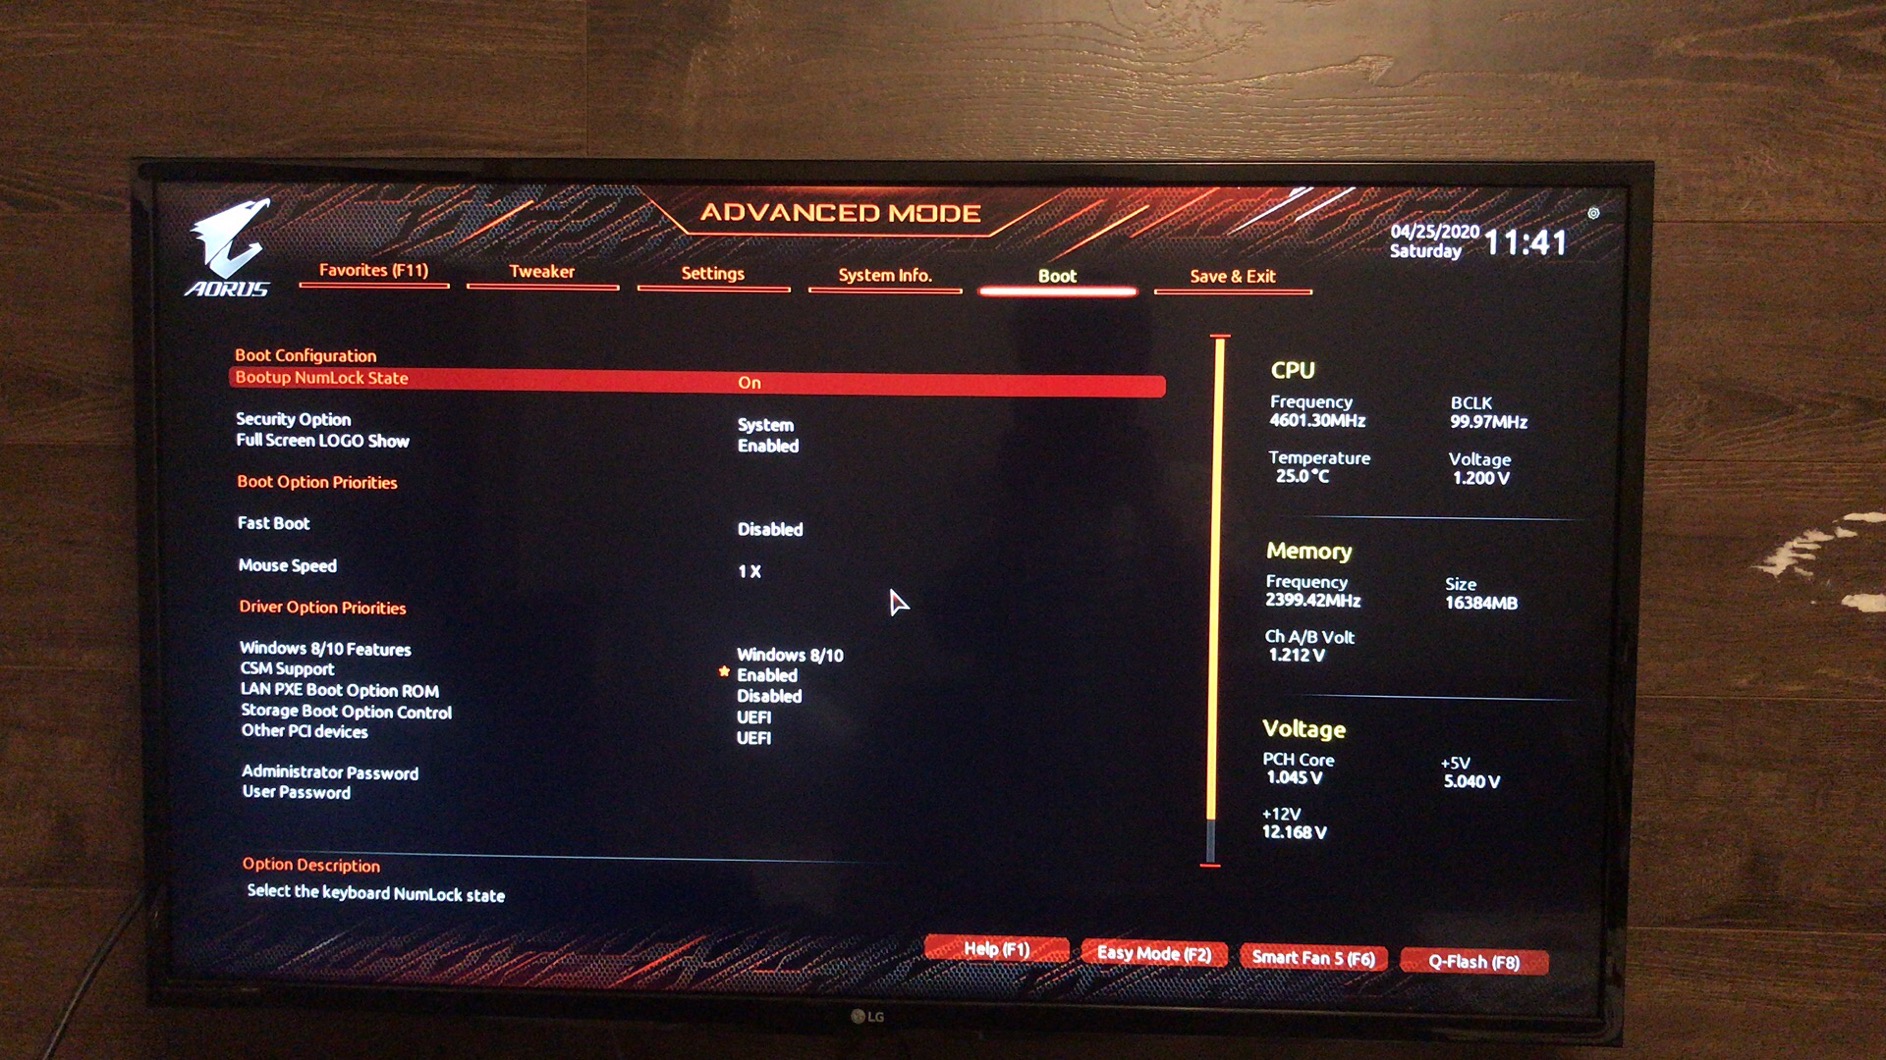 ADVANCED MODE
04/25/2020
Saturday
11:41
AORUS
Favorites (F11)
Tweaker
Settings
System Info.
Boot
Save & Exit
Boot Configuration
Bootup NumLock State On
Security Option System
Full Screen LOGO Show Enabled
Boot Option Priorities
Fast Boot Disabled
Mouse Speed 1 X
Driver Option Priorities
Windows 8/10 Features Windows 8/10
CSM Support Enabled
LAN PXE Boot Option ROM Disabled
Storage Boot Option Control UEFI
Other PCI devices UEFI
Administrator Password
User Password
Option Description
Select the keyboard NumLock state
CPU
Frequency BCLK
4601.30MHz 99.97MHz
Temperature Voltage
25.0 °C 1.200 V
Memory
Frequency Size
2399.42MHz 16384MB
Ch A/B Volt
1.212 V
Voltage
PCH Core +5V
1.045 V 5.040 V
+12V
12.168 V
Help (F1)
Easy Mode (F2)
Smart Fan 5 (F6)
Q-Flash (F8)
LG